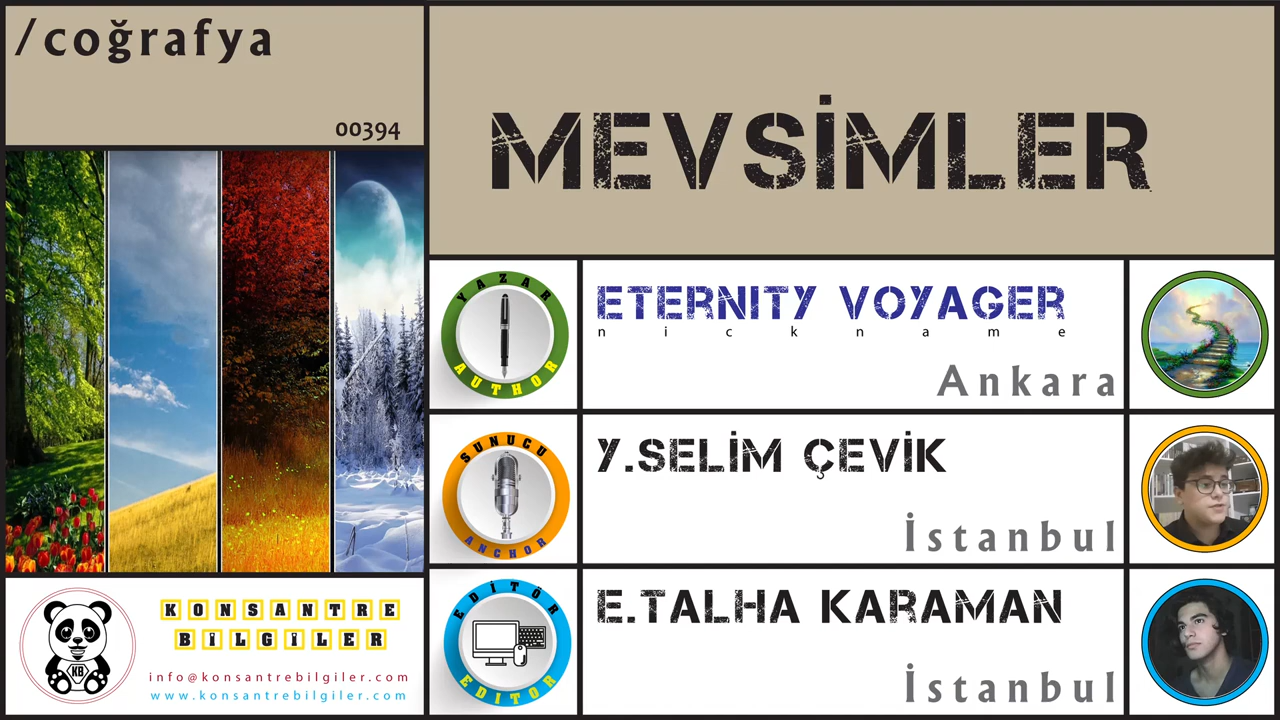 /coğrafya
00394
MEVSİMLER
YAZAR
AUTHOR
ETERNITY VOYAGER
nickname
Ankara
SUNUCU
ANCHOR
Y.SELİM ÇEVİK
İstanbul
EDİTÖR
EDITOR
E.TALHA KARAMAN
İstanbul
KB
KONSANTRE
BİLGİLER
info@konsantrebilgiler.com
www.konsantrebilgiler.com